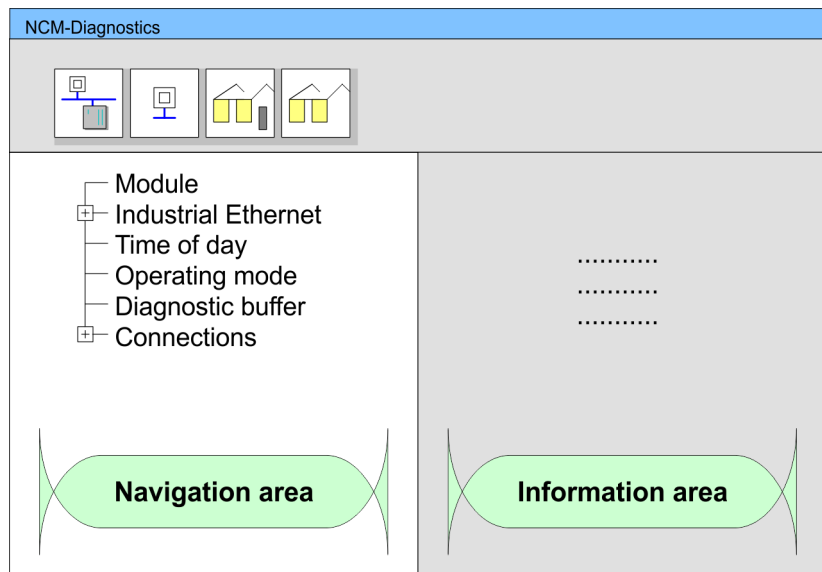 NCM-Diagnostics
Module
Industrial Ethernet
Time of day
Operating mode
Diagnostic buffer
Connections
...........
...........
...........
Navigation area
Information area